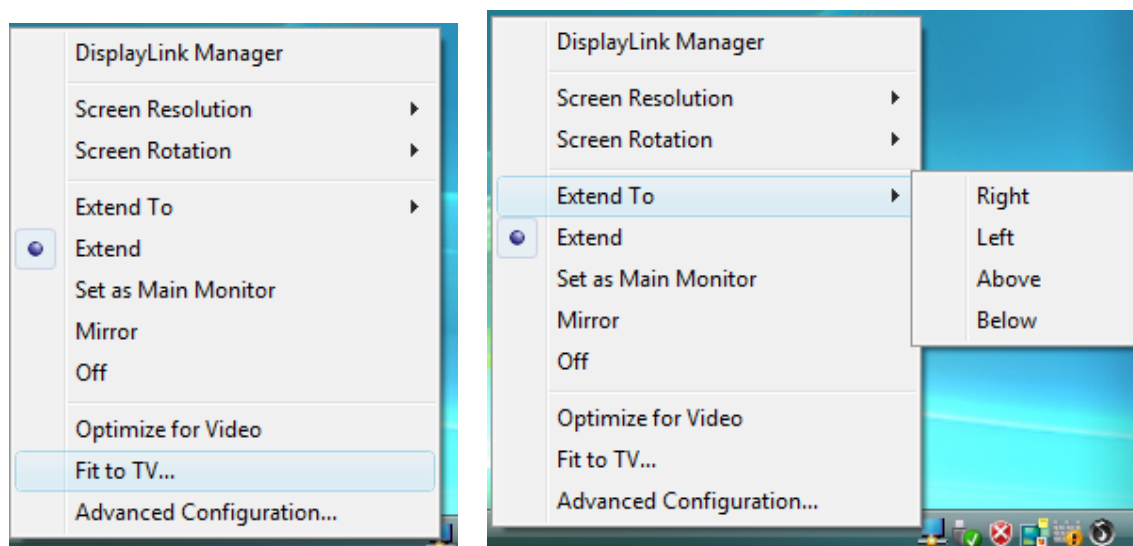 DisplayLink Manager
Screen Resolution
Screen Rotation
Extend To
Extend
Set as Main Monitor
Mirror
Off
Optimize for Video
Fit to TV...
Advanced Configuration...
DisplayLink Manager
Screen Resolution
Screen Rotation
Extend To
Extend
Set as Main Monitor
Mirror
Off
Optimize for Video
Fit to TV...
Advanced Configuration...
Right
Left
Above
Below